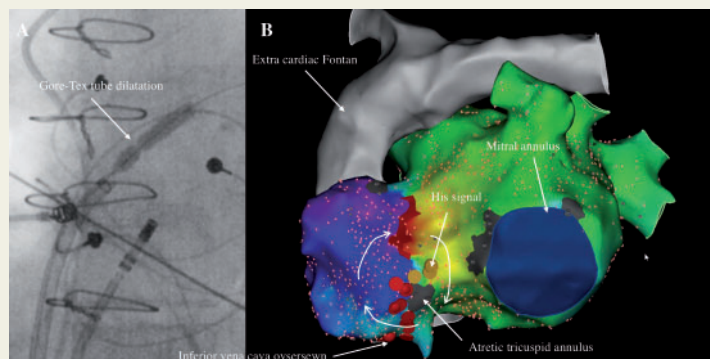 A
B
Extra cardiac Fontan
Gore-Tex tube dilatation
Mitral annulus
His signal
Atretic tricuspid annulus
Inferior vena cava oversewn